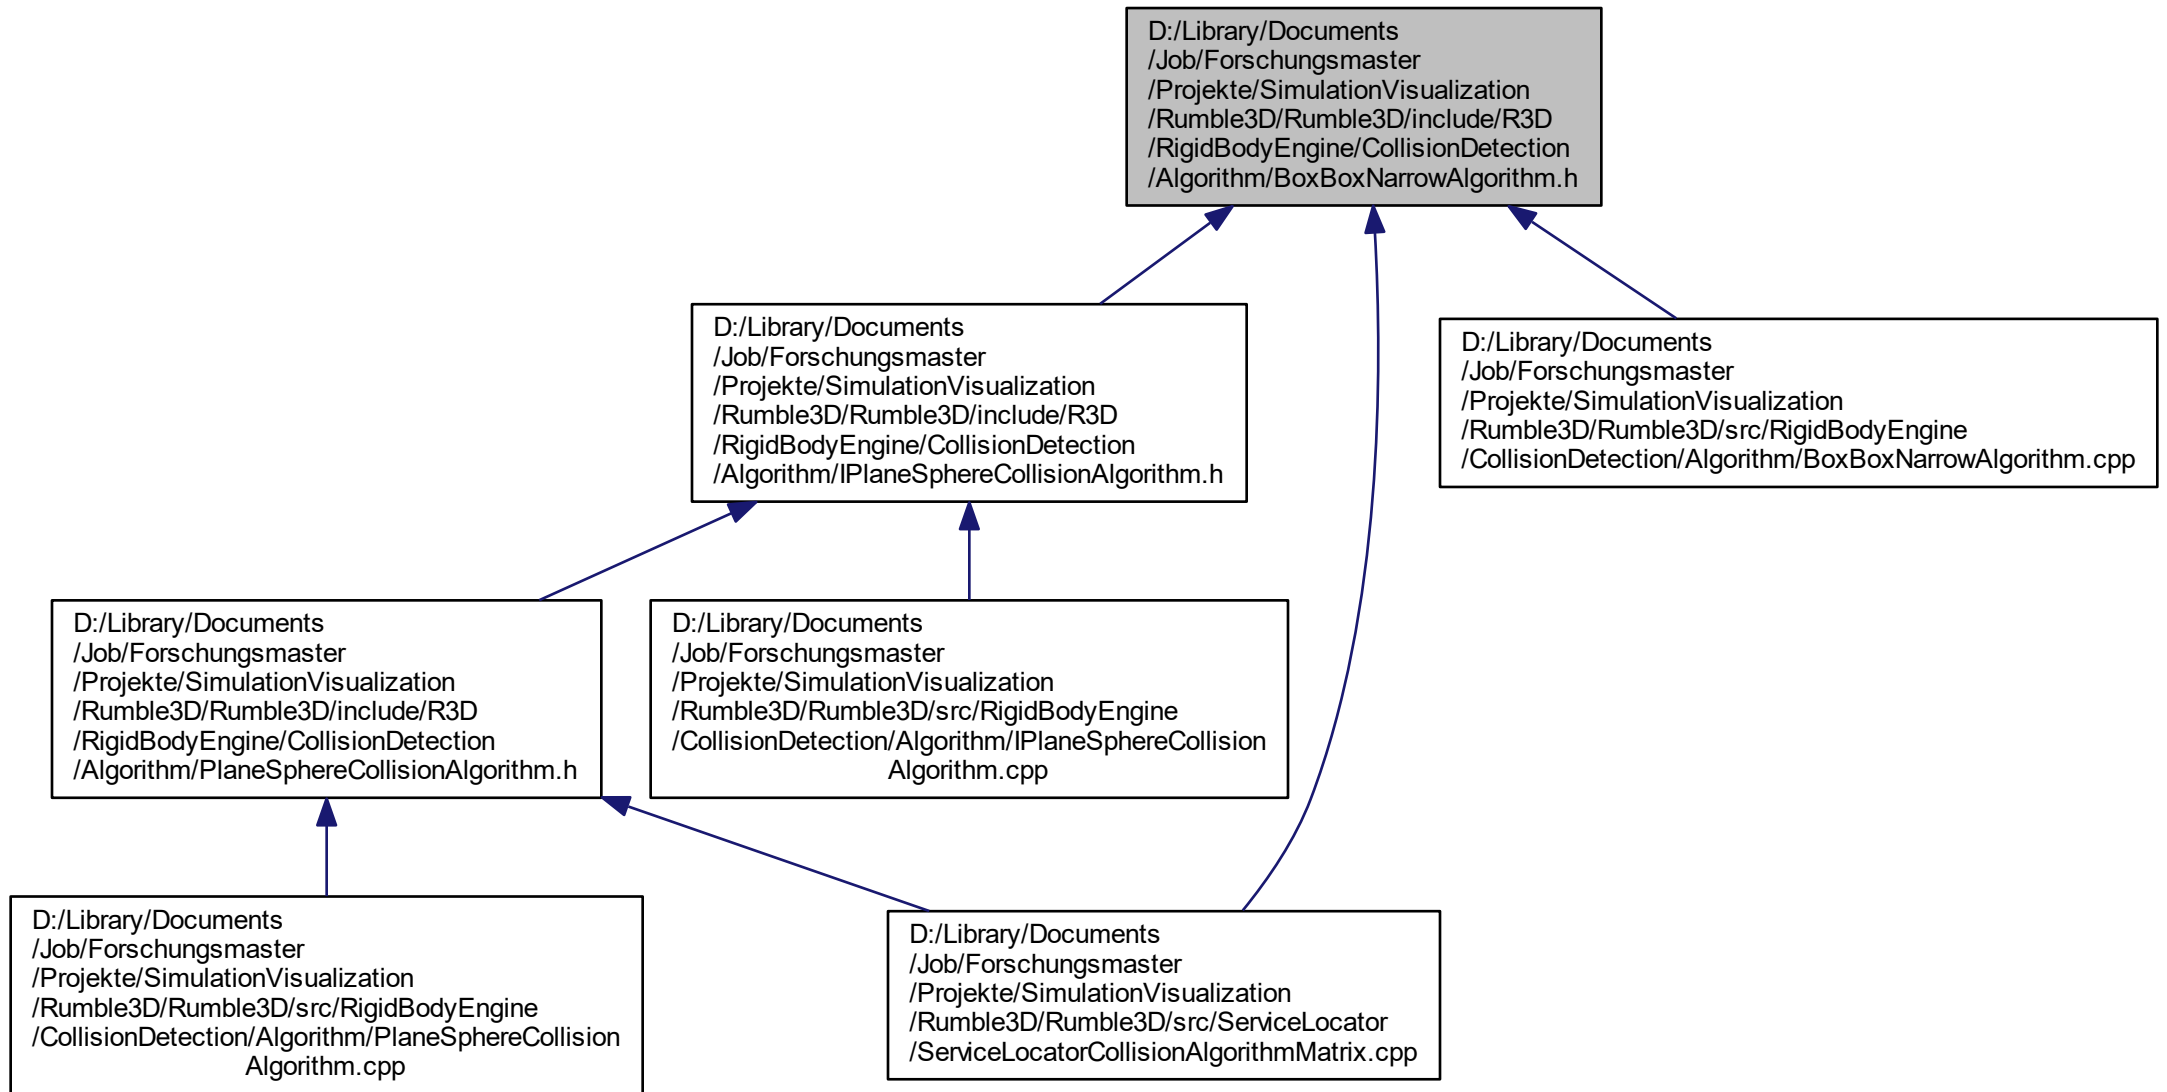 D:/Library/Documents
/Job/Forschungsmaster
/Projekte/SimulationVisualization
/Rumble3D/Rumble3D/include/R3D
/RigidBodyEngine/CollisionDetection
/Algorithm/BoxBoxNarrowAlgorithm.h
D:/Library/Documents
/Job/Forschungsmaster
/Projekte/SimulationVisualization
/Rumble3D/Rumble3D/include/R3D
/RigidBodyEngine/CollisionDetection
/Algorithm/IPlaneSphereCollisionAlgorithm.h
D:/Library/Documents
/Job/Forschungsmaster
/Projekte/SimulationVisualization
/Rumble3D/Rumble3D/src/RigidBodyEngine
/CollisionDetection/Algorithm/BoxBoxNarrowAlgorithm.cpp
D:/Library/Documents
/Job/Forschungsmaster
/Projekte/SimulationVisualization
/Rumble3D/Rumble3D/include/R3D
/RigidBodyEngine/CollisionDetection
/Algorithm/PlaneSphereCollisionAlgorithm.h
D:/Library/Documents
/Job/Forschungsmaster
/Projekte/SimulationVisualization
/Rumble3D/Rumble3D/src/RigidBodyEngine
/CollisionDetection/Algorithm/IPlaneSphereCollision
Algorithm.cpp
D:/Library/Documents
/Job/Forschungsmaster
/Projekte/SimulationVisualization
/Rumble3D/Rumble3D/src/RigidBodyEngine
/CollisionDetection/Algorithm/PlaneSphereCollision
Algorithm.cpp
D:/Library/Documents
/Job/Forschungsmaster
/Projekte/SimulationVisualization
/Rumble3D/Rumble3D/src/ServiceLocator
/ServiceLocatorCollisionAlgorithmMatrix.cpp